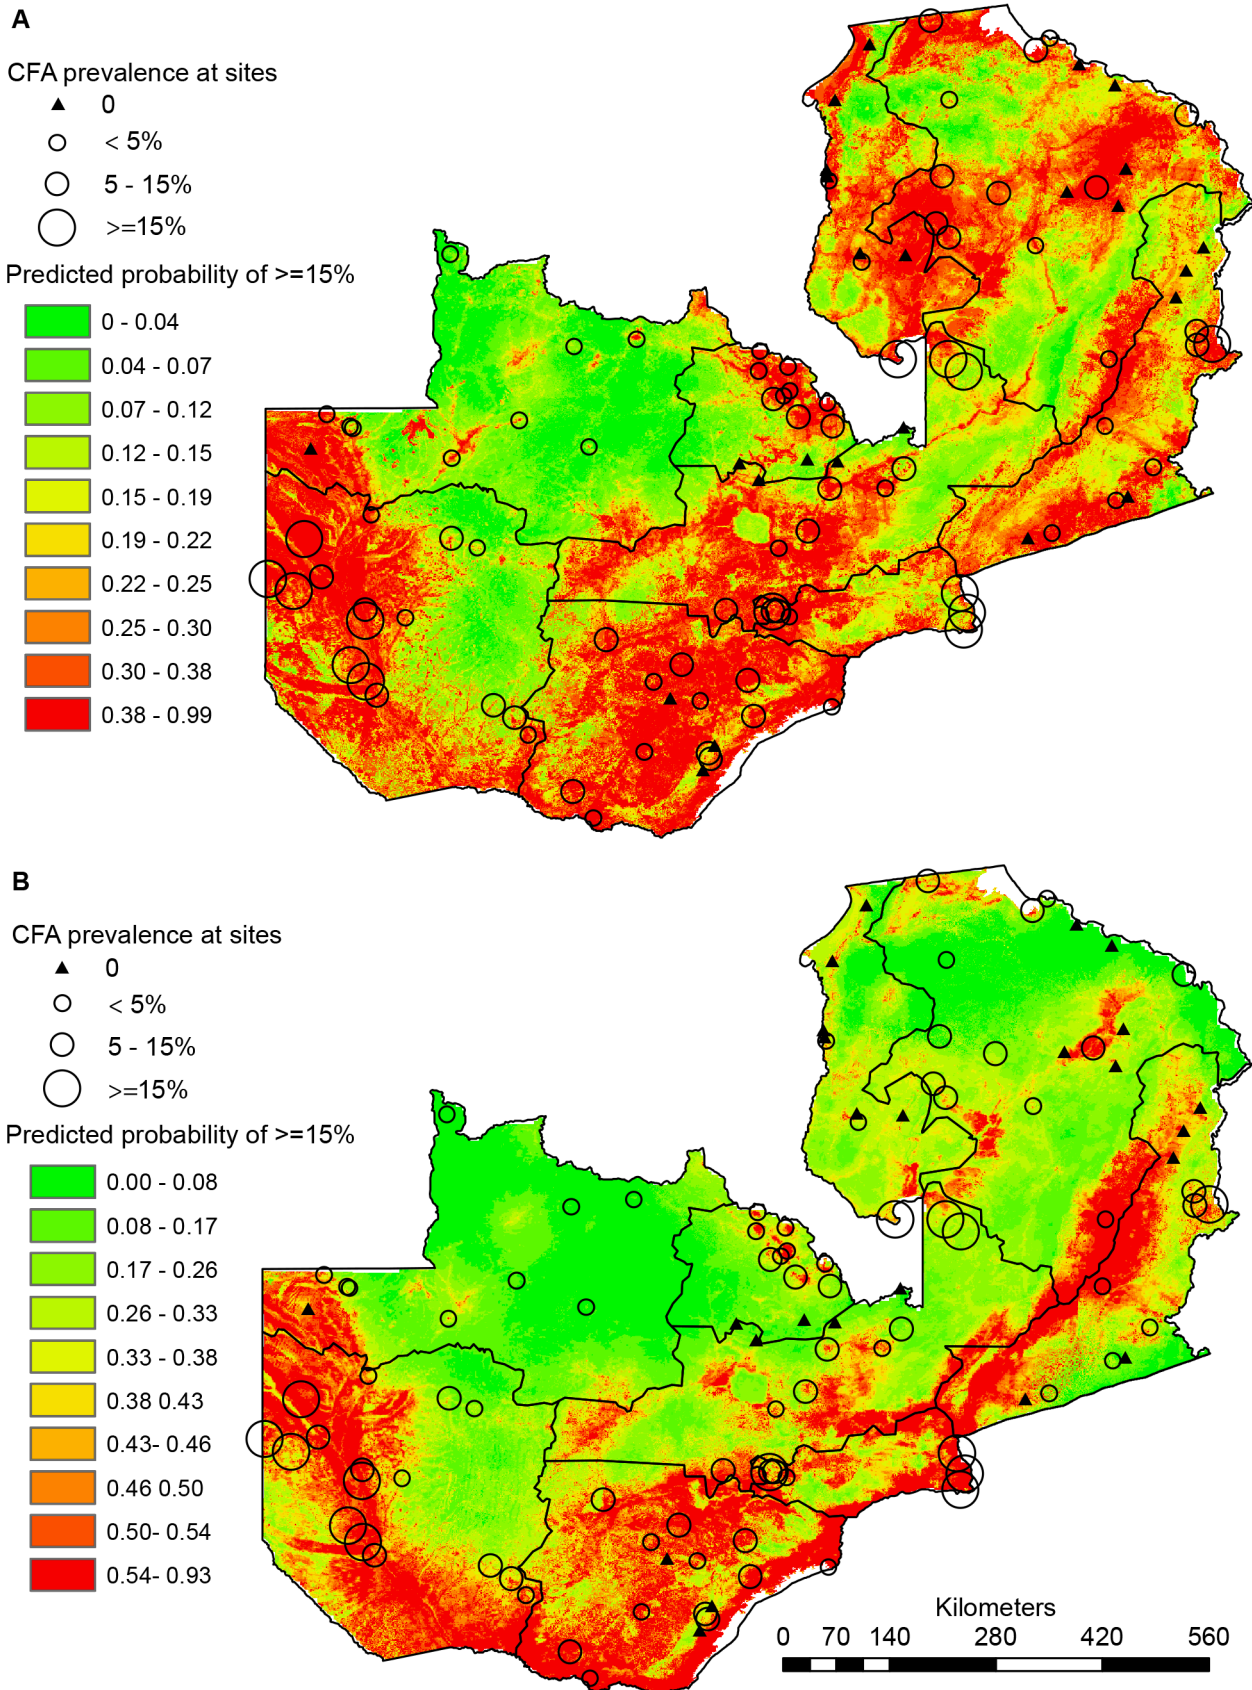 A
CFA prevalence at sites
0
< 5%
5 - 15%
>=15%
Predicted probability of >=15%
0 - 0.04
0.04 - 0.07
0.07 - 0.12
0.12 - 0.15
0.15 - 0.19
0.19 - 0.22
0.22 - 0.25
0.25 - 0.30
0.30 - 0.38
0.38 - 0.99
B
CFA prevalence at sites
0
< 5%
5 - 15%
>=15%
Predicted probability of >=15%
0.00 - 0.08
0.08 - 0.17
0.17 - 0.26
0.26 - 0.33
0.33 - 0.38
0.38 0.43
0.43- 0.46
0.46 0.50
0.50- 0.54
0.54- 0.93
Kilometers
0 70 140 280 420 560